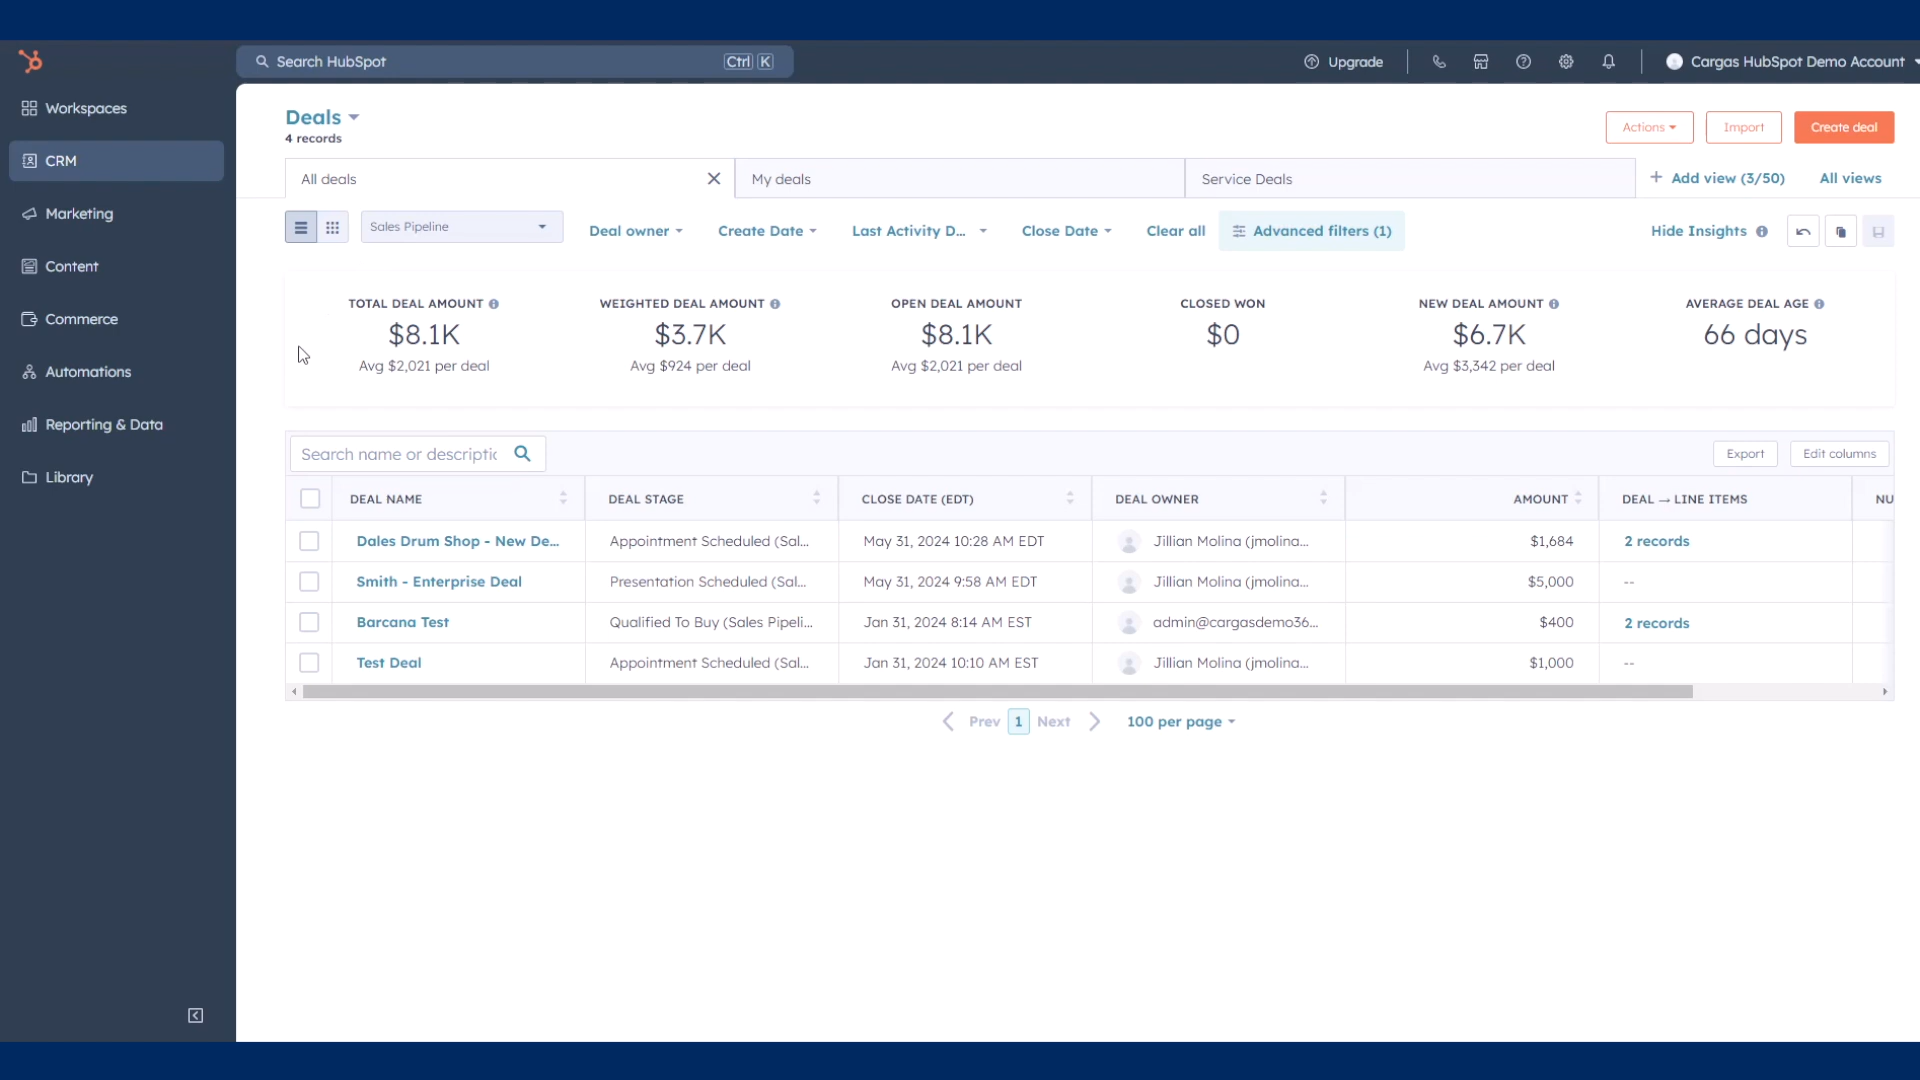 Search HubSpot
Ctrl K
Upgrade
Cargas HubSpot Demo Account
Workspaces
CRM
Marketing
Content
Commerce
Automations
Reporting & Data
Library
Deals
4 records
Actions
Import
Create deal
All deals
My deals
Service Deals
+ Add view (3/50)
All views
Sales Pipeline
Deal owner
Create Date
Last Activity D...
Close Date
Clear all
Advanced filters (1)
Hide Insights
TOTAL DEAL AMOUNT
$8.1K
Avg $2,021 per deal
WEIGHTED DEAL AMOUNT
$3.7K
Avg $924 per deal
OPEN DEAL AMOUNT
$8.1K
Avg $2,021 per deal
CLOSED WON
$0
NEW DEAL AMOUNT
$6.7K
Avg $3,342 per deal
AVERAGE DEAL AGE
66 days
Search name or descriptic
Export
Edit columns
DEAL NAME DEAL STAGE CLOSE DATE (EDT) DEAL OWNER AMOUNT DEAL → LINE ITEMS NU
Dales Drum Shop - New De... Appointment Scheduled (Sal... May 31, 2024 10:28 AM EDT Jillian Molina (jmolina... $1,684 2 records
Smith - Enterprise Deal Presentation Scheduled (Sal... May 31, 2024 9:58 AM EDT Jillian Molina (jmolina... $5,000 --
Barcana Test Qualified To Buy (Sales Pipeli... Jan 31, 2024 8:14 AM EST admin@cargasdemo36... $400 2 records
Test Deal Appointment Scheduled (Sal... Jan 31, 2024 10:10 AM EST Jillian Molina (jmolina... $1,000 --
Prev 1 Next 100 per page